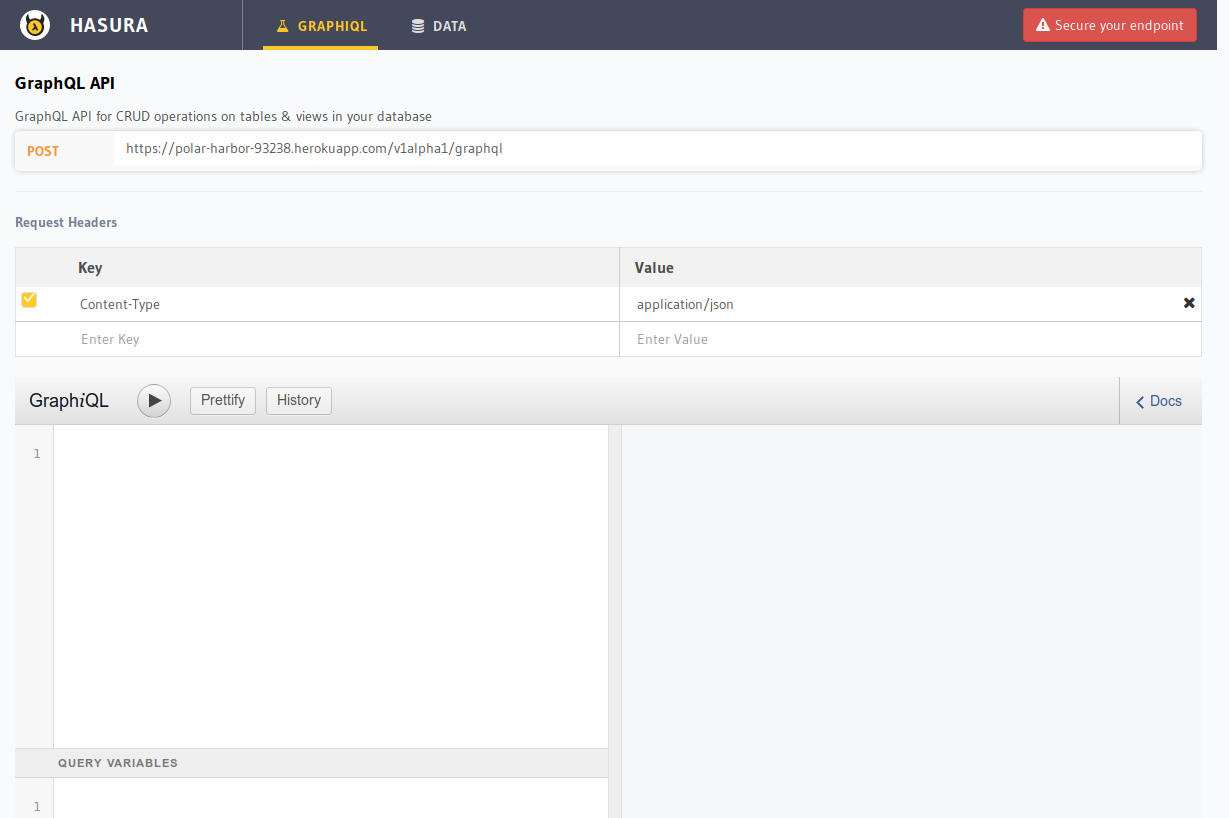 HASURA
GRAPHIQL
DATA
Secure your endpoint
GraphQL API
GraphQL API for CRUD operations on tables & views in your database
POST
https://polar-harbor-93238.herokuapp.com/v1alpha1/graphql
Request Headers
Key Value
Content-Type application/json
Enter Key Enter Value
GraphiQL Prettify History Docs
1
QUERY VARIABLES
1